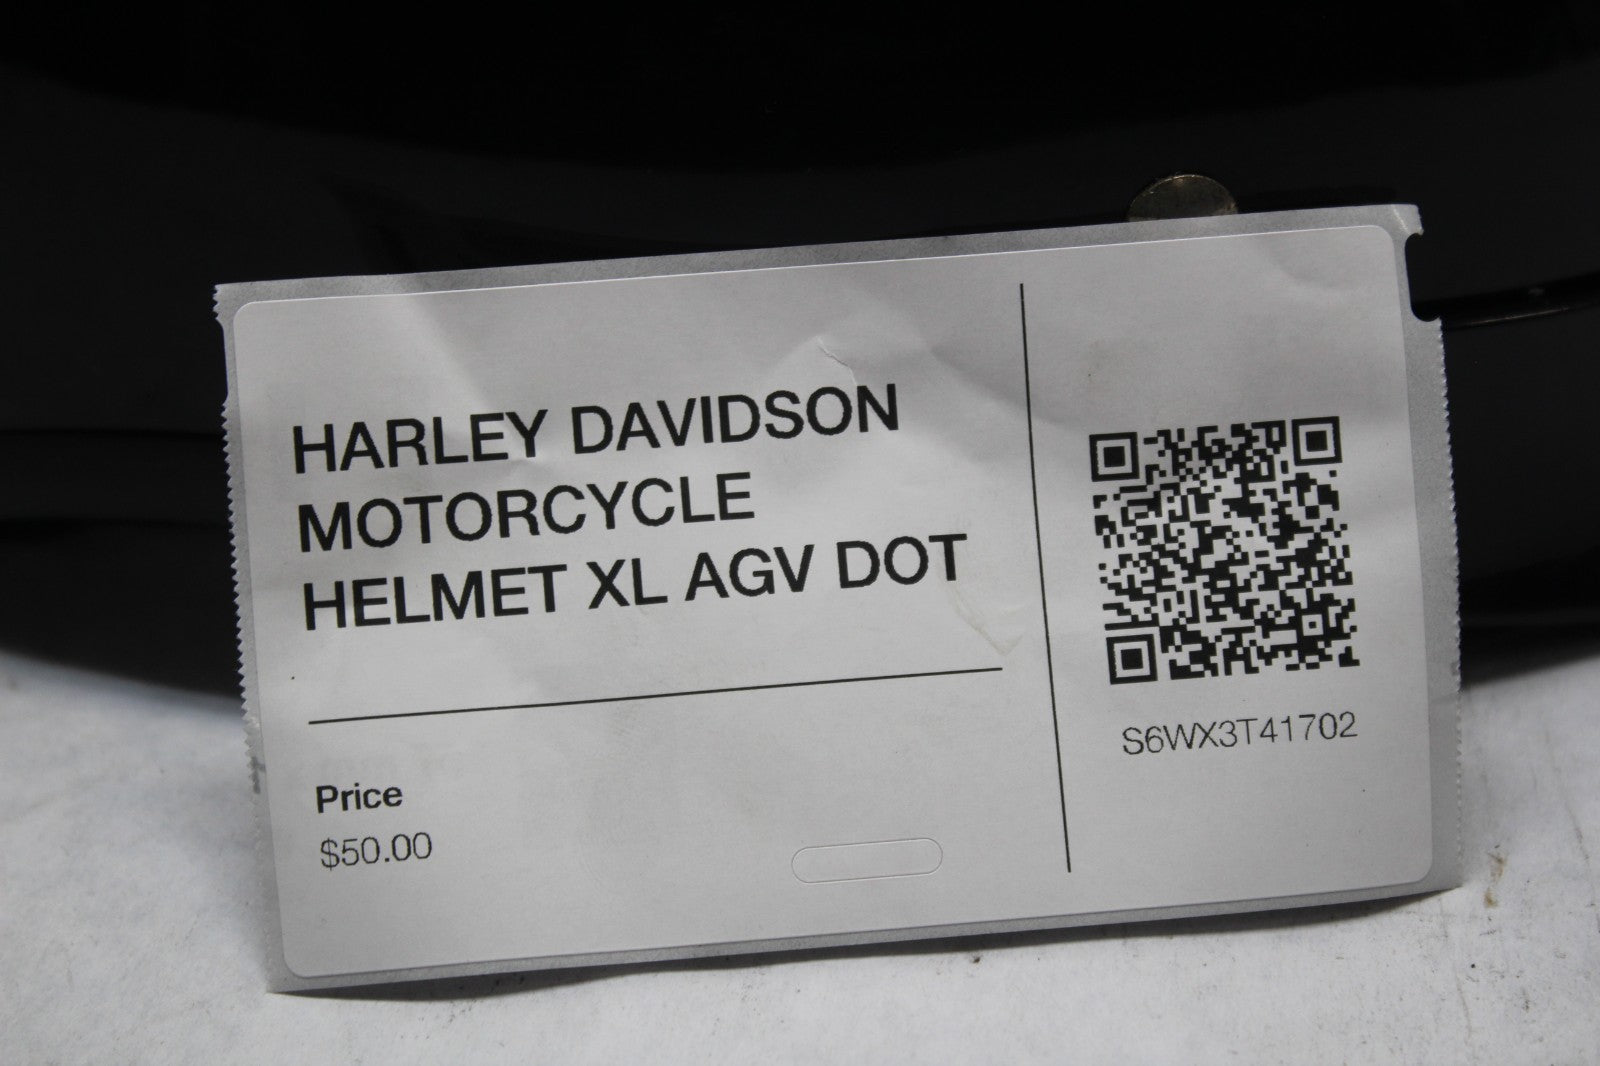 HARLEY DAVIDSON
MOTORCYCLE
HELMET XL AGV DOT
Price
$50.00
S6WX3T41702